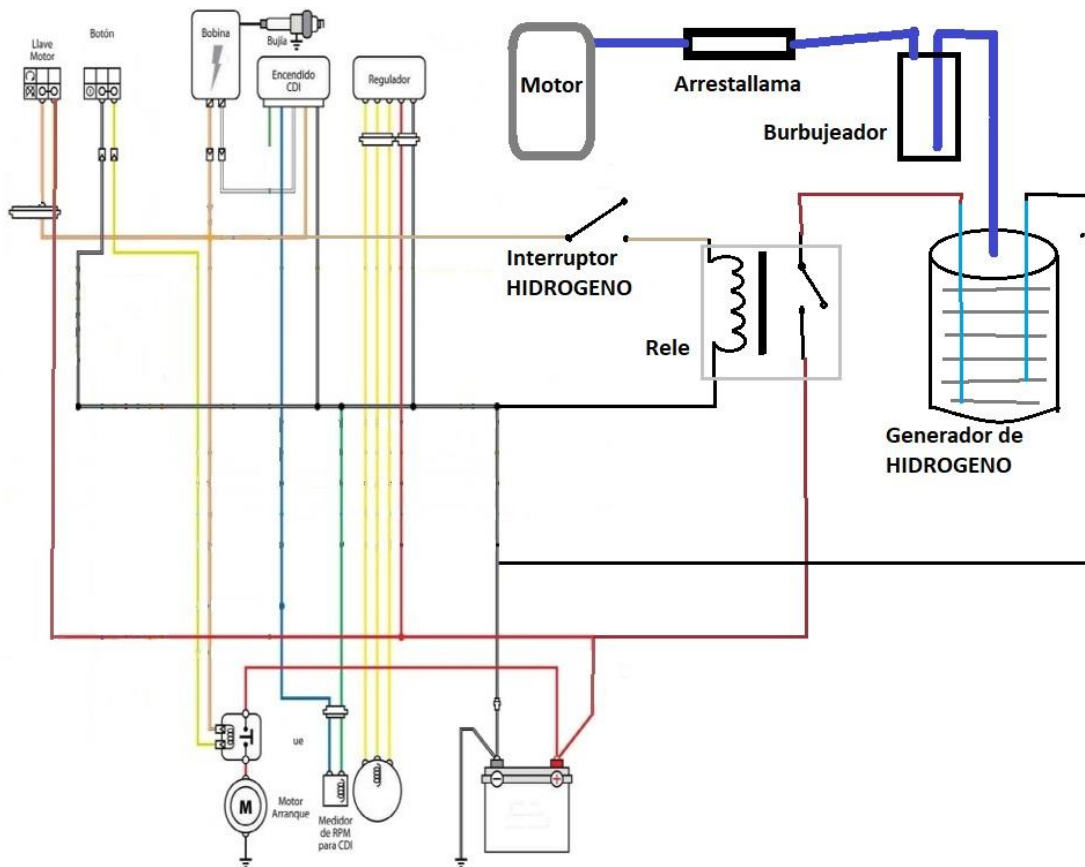 Llave
Motor
Botón
Bobina
Bujía
Encendido
CDI
Regulador
Motor
Arrestallama
Burbujeador
Interruptor
HIDROGENO
Rele
Generador de
HIDROGENO
ue
M
Motor
Arranque
Medidor
de RPM
para CDI